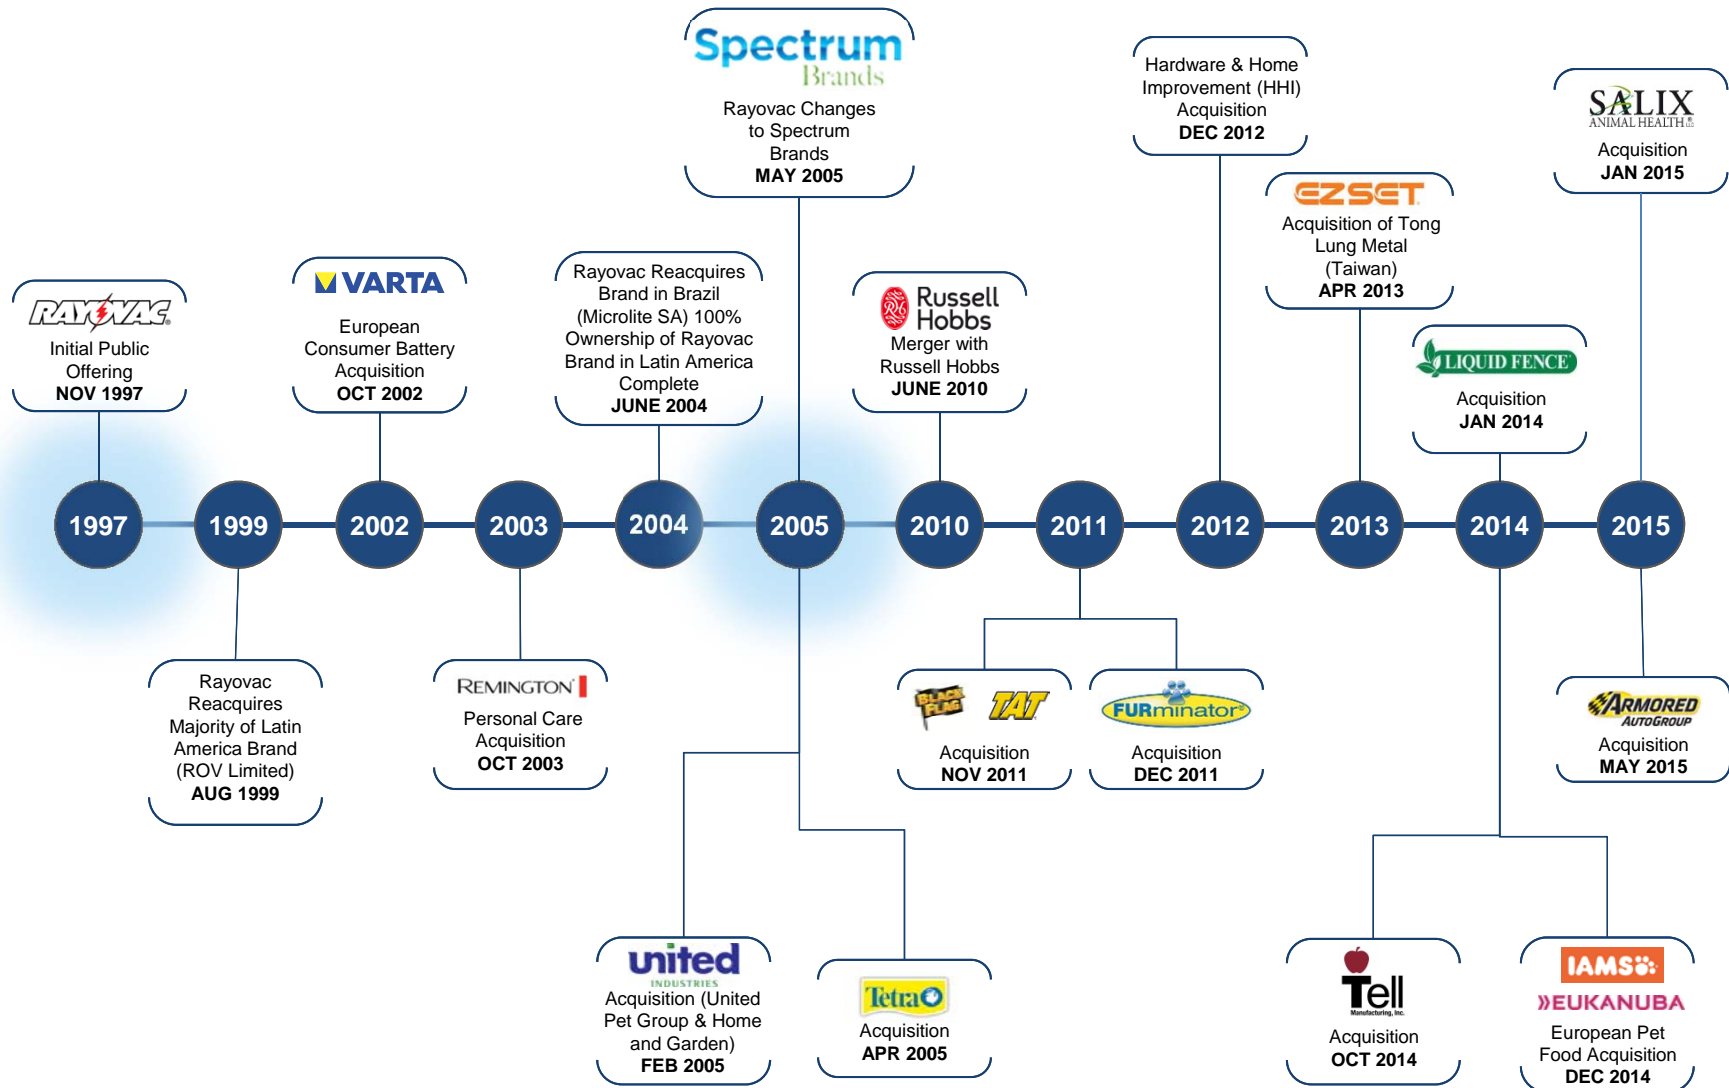 Spectrum
Brands
Rayovac Changes
to Spectrum
Brands
MAY 2005
Hardware & Home
Improvement (HHI)
Acquisition
DEC 2012
SALIX
ANIMAL HEALTH
Acquisition
JAN 2015
EZSET
Acquisition of Tong
Lung Metal
(Taiwan)
APR 2013
RAYOVAC
Initial Public
Offering
NOV 1997
VARTA
European
Consumer Battery
Acquisition
OCT 2002
Rayovac Reacquires
Brand in Brazil
(Microlite SA) 100%
Ownership of Rayovac
Brand in Latin America
Complete
JUNE 2004
Russell
Hobbs
Merger with
Russell Hobbs
JUNE 2010
LIQUID FENCE
Acquisition
JAN 2014
1997
1999
2002
2003
2004
2005
2010
2011
2012
2013
2014
2015
Rayovac
Reacquires
Majority of Latin
America Brand
(ROV Limited)
AUG 1999
REMINGTON
Personal Care
Acquisition
OCT 2003
BLACK
FLAG
TAT
Acquisition
NOV 2011
FURminator®
Acquisition
DEC 2011
ARMORED
AUTOGROUP
Acquisition
MAY 2015
united
INDUSTRIES
Acquisition (United
Pet Group & Home
and Garden)
FEB 2005
Tetra
Acquisition
APR 2005
Tell
Manufacturing, Inc.
Acquisition
OCT 2014
IAMS
EUKANUBA
European Pet
Food Acquisition
DEC 2014